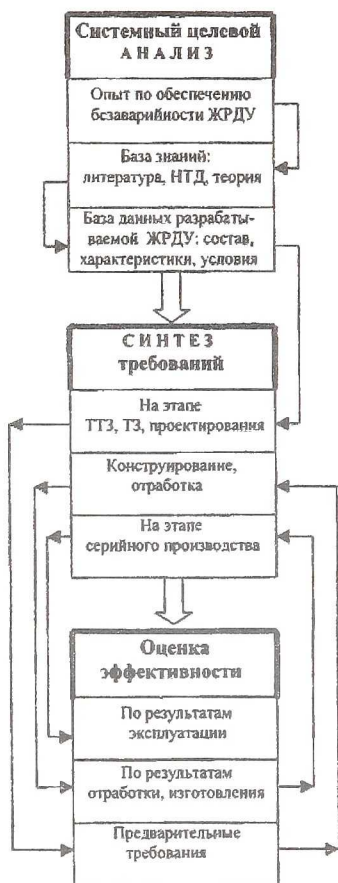 Системный целевой
АНАЛИЗ
Опыт по обеспечению
безаварийности ЖРДУ
База знаний:
литература, НТД, теория
База данных разрабаты-
ваемой ЖРДУ: состав,
характеристики, условия
СИНТЕЗ
требований
На этапе
ТТЗ, ТЗ, проектирования
Конструирование,
отработка
На этапе
серийного производства
Оценка
эффективности
По результатам
эксплуатации
По результатам
отработки, изготовления
Предварительные
требования